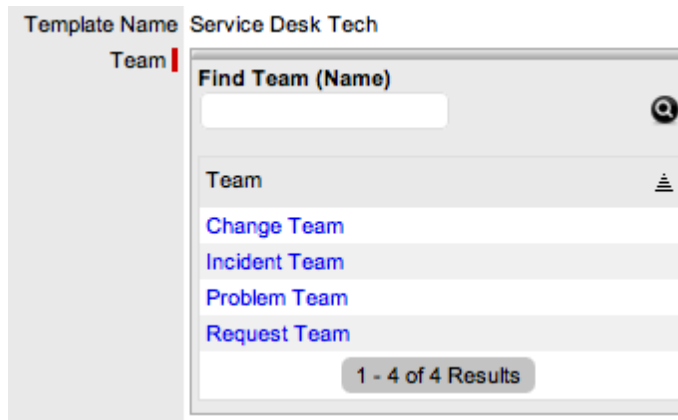 Template Name Service Desk Tech
Team
Find Team (Name)
Team
Change Team
Incident Team
Problem Team
Request Team
1 - 4 of 4 Results